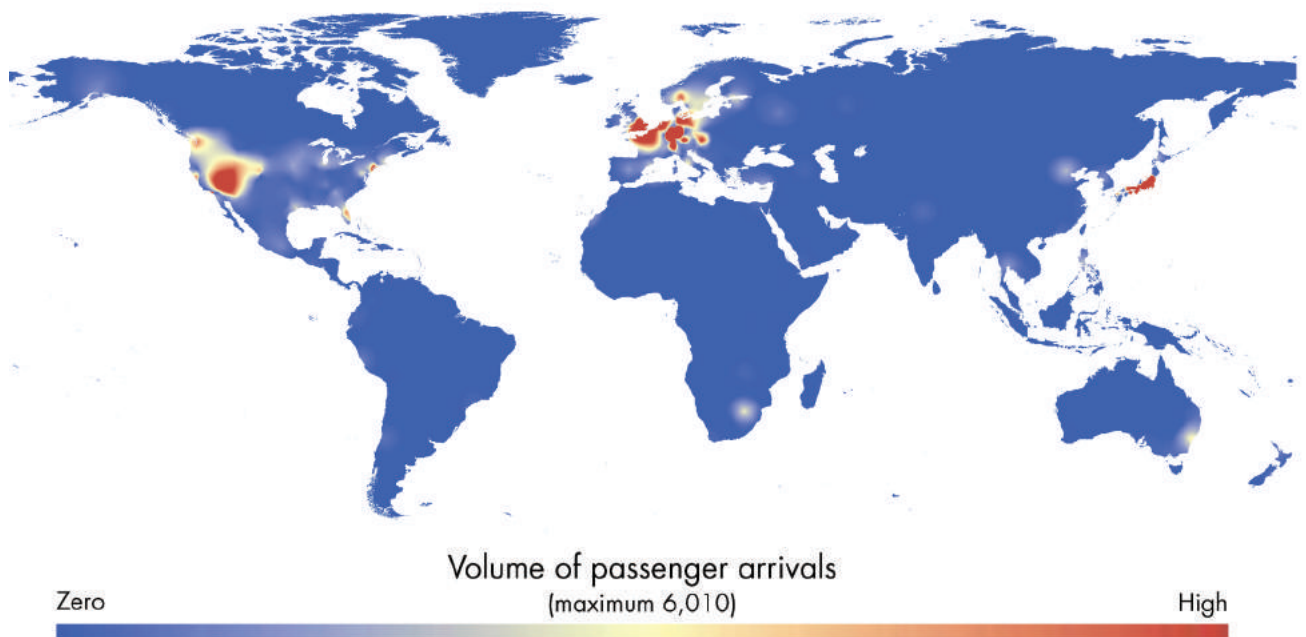 Volume of passenger arrivals
Zero
(maximum 6,010)
High